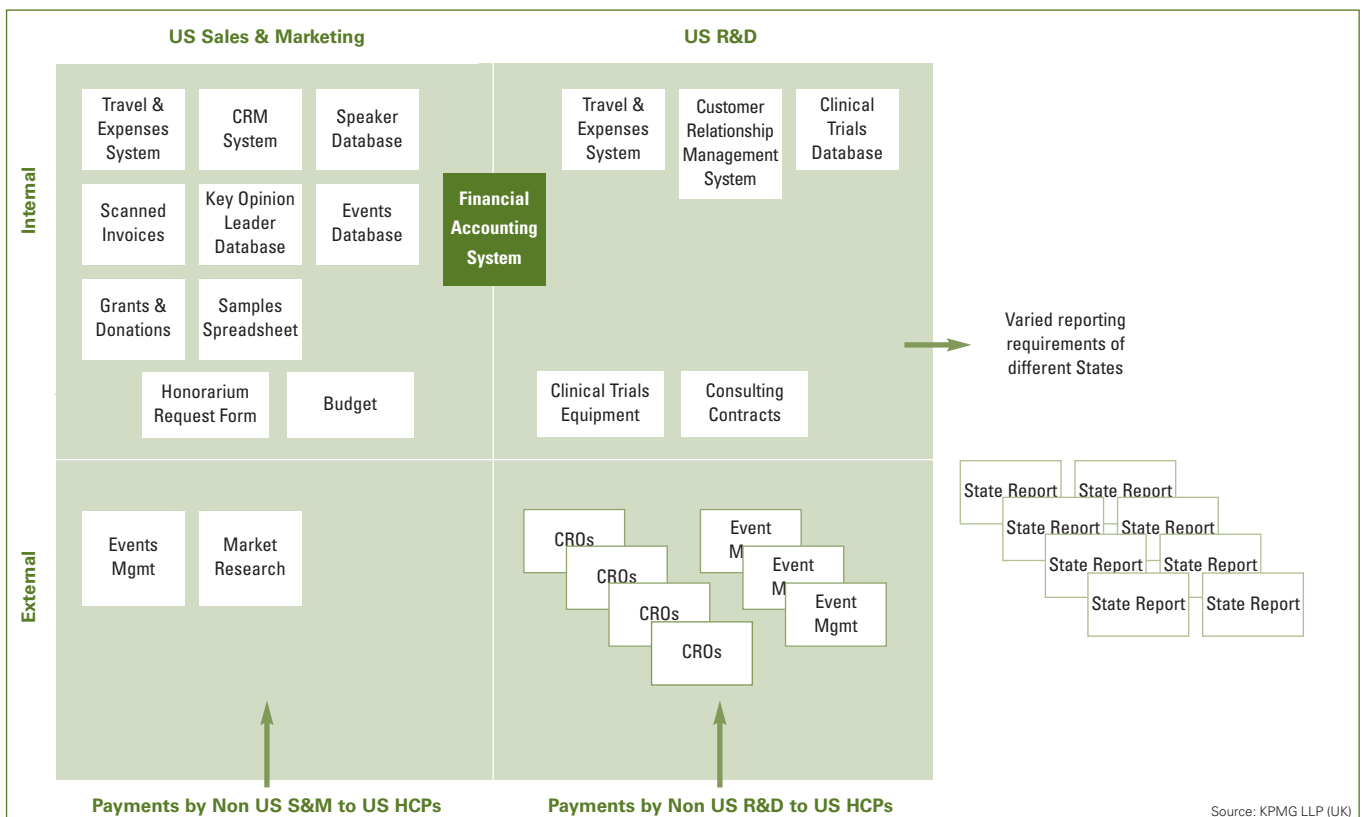 US Sales & Marketing
US R&D
Internal
Travel &
Expenses
System
CRM
System
Speaker
Database
Scanned
Invoices
Key Opinion
Leader
Database
Events
Database
Grants &
Donations
Samples
Spreadsheet
Honorarium
Request Form
Budget
Financial
Accounting
System
Travel &
Expenses
System
Customer
Relationship
Management
System
Clinical
Trials
Database
Clinical Trials
Equipment
Consulting
Contracts
Varied reporting
requirements of
different States
External
Events
Mgmt
Market
Research
CROs
CROs
CROs
CROs
Event
M
Event
M
Event
Mgmt
State Report
State Report
State Report
State Report
State Report
State Report
State Report
State Report
Payments by Non US S&M to US HCPs
Payments by Non US R&D to US HCPs
Source: KPMG LLP (UK)